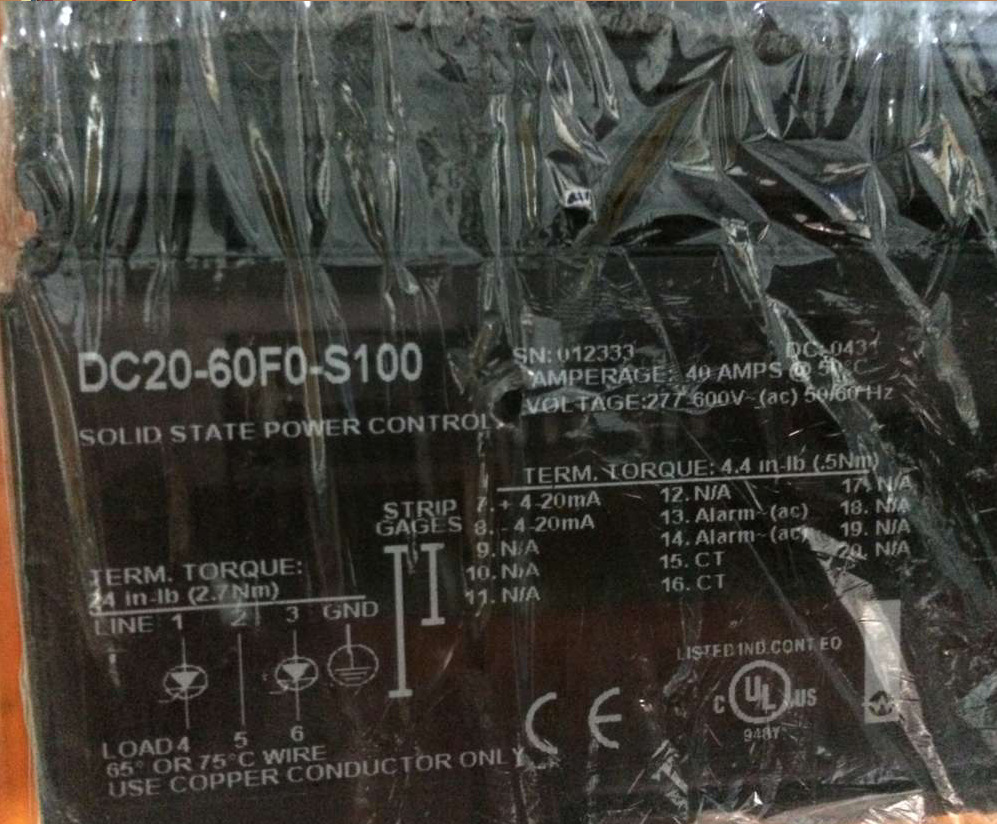 DC20-60F0-S100
SOLID STATE POWER CONTROL
SN: 012333 DC: 0431
AMPERAGE: 40 AMPS @ 50°C
VOLTAGE:277-600V~(ac) 50/60 Hz
TERM. TORQUE: 4.4 in-lb (.5Nm)
STRIP
GAGES
7. + 4-20mA 12. N/A 17. N/A
8. - 4-20mA 13. Alarm~(ac) 18. N/A
9. N/A 14. Alarm~(ac) 19. N/A
10. N/A 15. CT 20. N/A
11. N/A 16. CT
TERM. TORQUE:
24 in-lb (2.7Nm)
LINE 1 2 3 GND
LOAD 4 5 6
65° OR 75°C WIRE
USE COPPER CONDUCTOR ONLY
CE
LISTED IND.CONT.EQ
C UL US
948Y